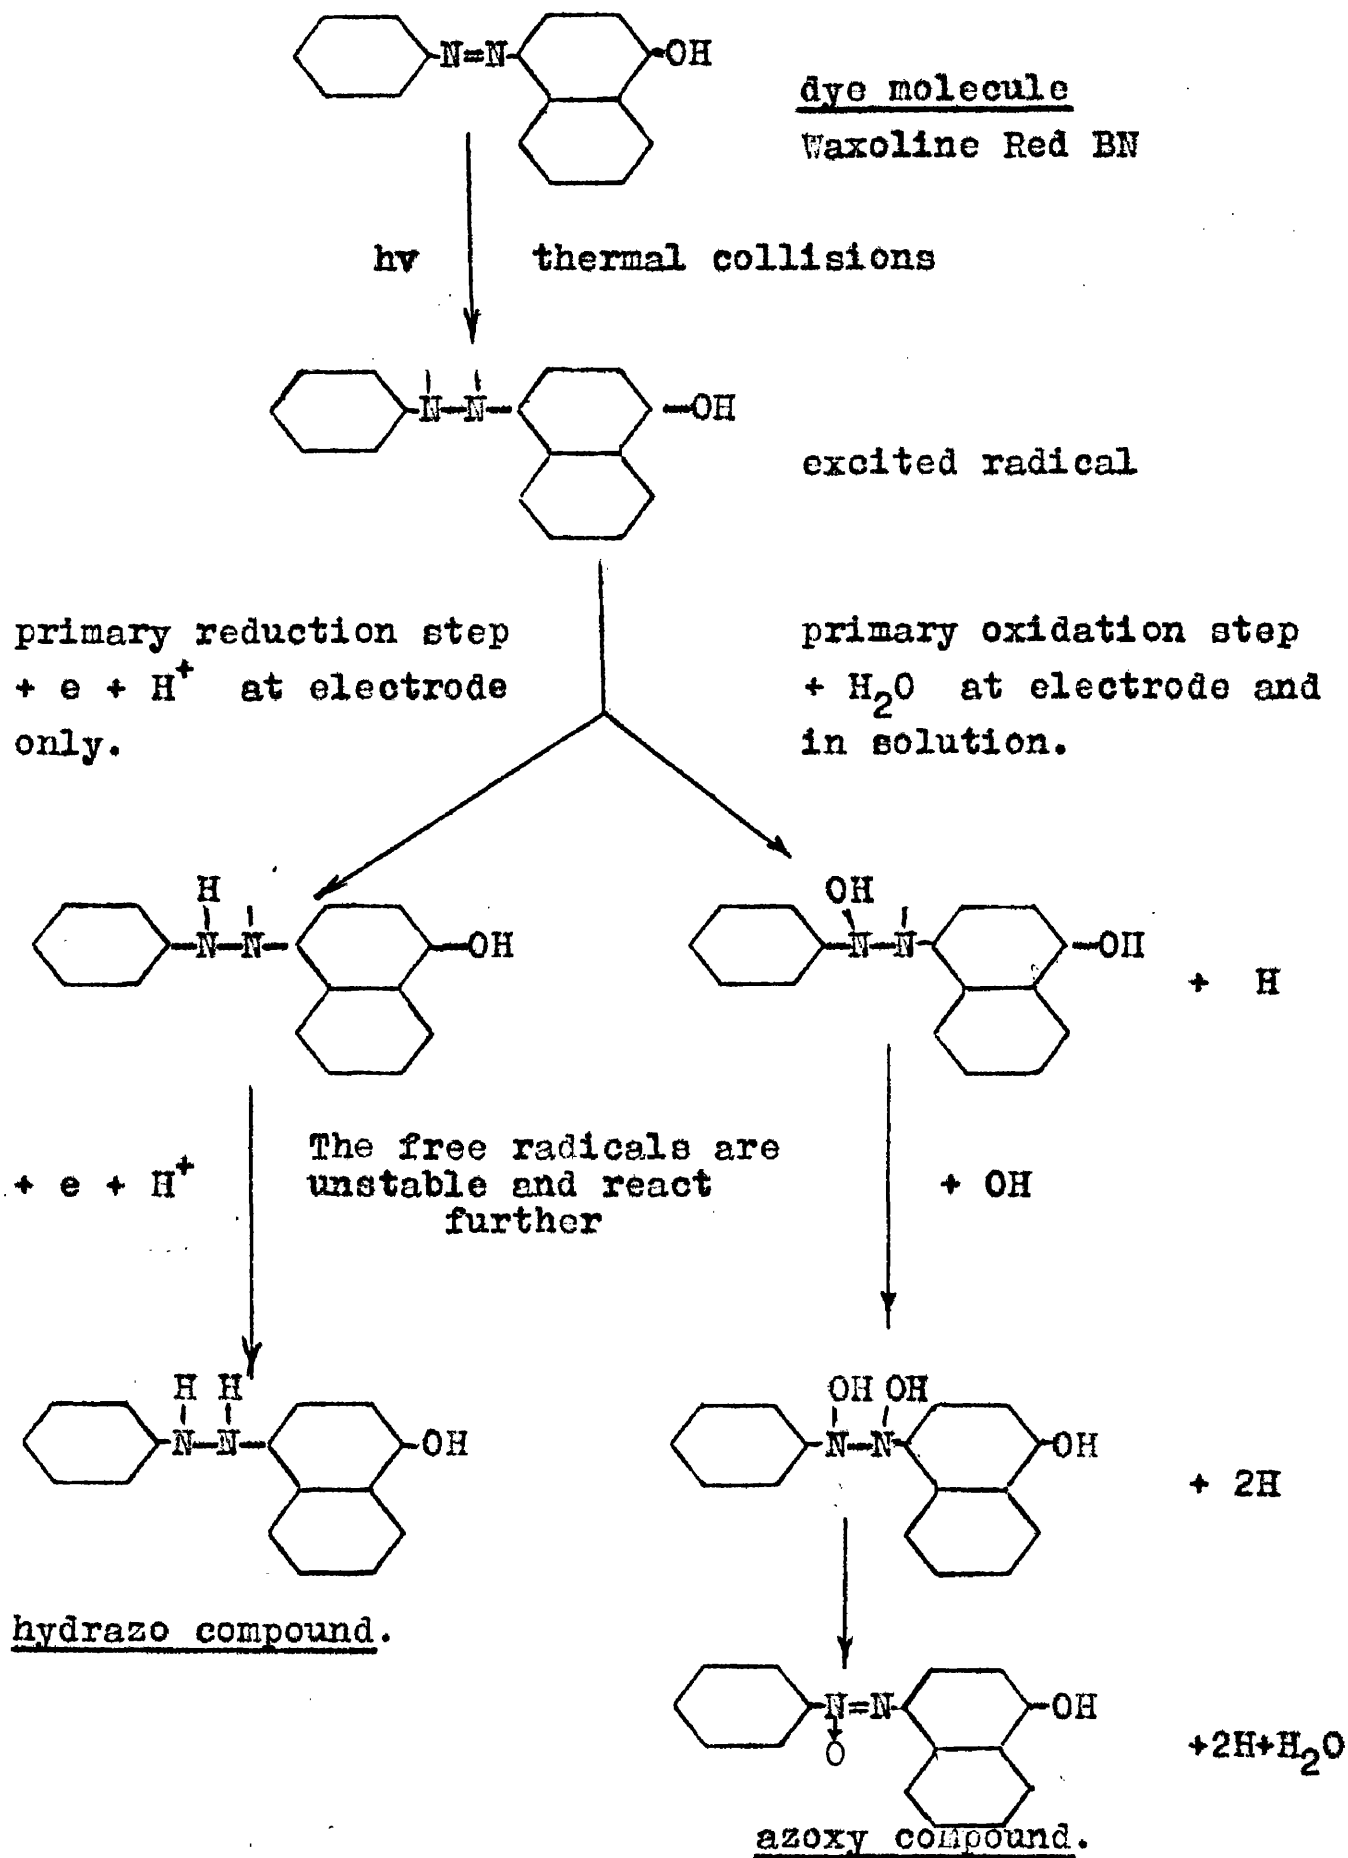 N=N
OH
dye molecule
Waxoline Red BN
hv
thermal collisions
N-N
OH
excited radical
primary reduction step
+ e + H⁺ at electrode
only.
primary oxidation step
+ H₂O at electrode and
in solution.
H
N-N
OH
OH
N-N
OH
+ H
+ e + H⁺
The free radicals are
unstable and react
further
+ OH
H H
N-N
OH
OH OH
N-N
OH
+ 2H
hydrazo compound.
N=N
OH
O
+2H+H₂O
azoxy compound.